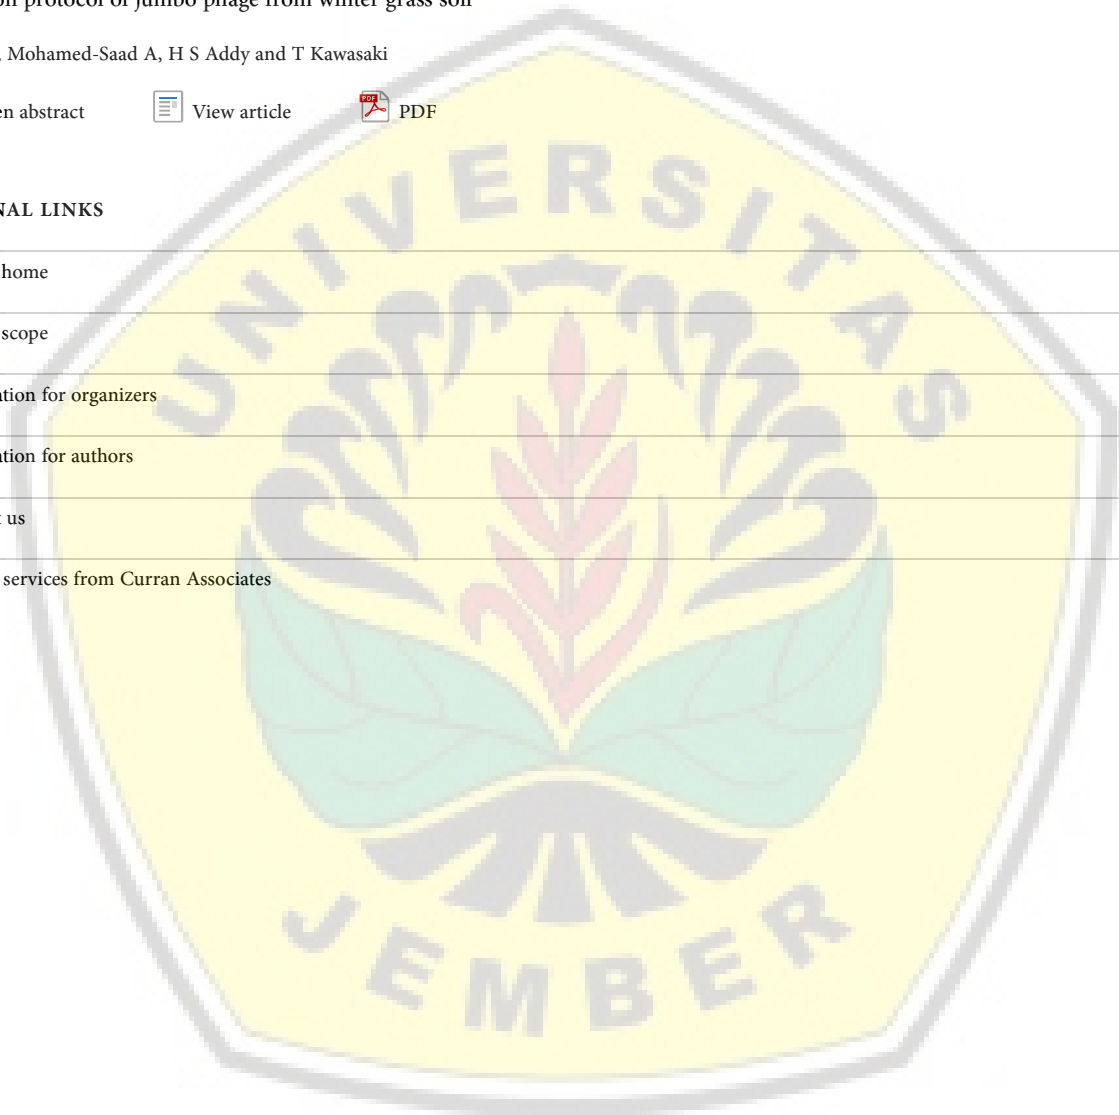 on protocol of jumbo phage from winter grass soil
, Mohamed-Saad A, H S Addy and T Kawasaki
en abstract View article PDF
UNIVERSITAS
NAL LINKS
home
scope
ation for organizers
ation for authors
t us
services from Curran Associates
JEMBER